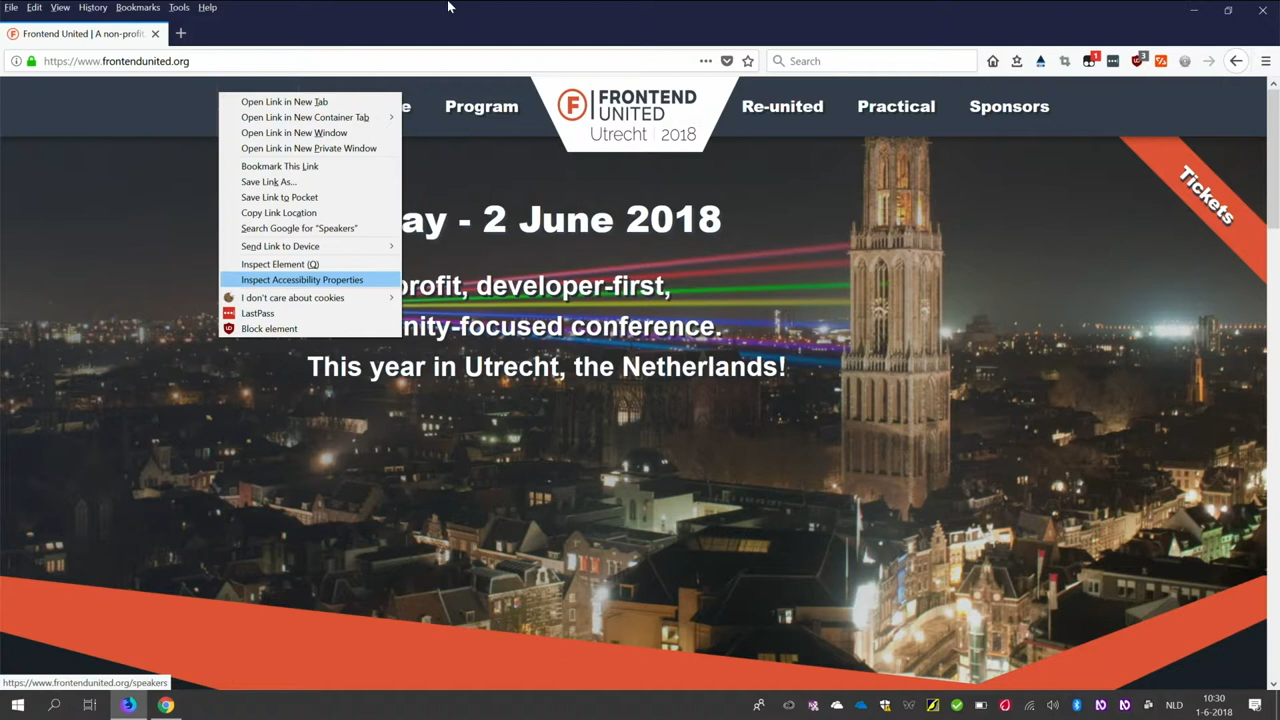 File Edit View History Bookmarks Tools Help
Frontend United | A non-profit
https://www.frontendunited.org
Search
1
3
e
Program
FRONTEND
UNITED
Utrecht | 2018
Re-united
Practical
Sponsors
Open Link in New Tab
Open Link in New Container Tab
Open Link in New Window
Open Link in New Private Window
Bookmark This Link
Save Link As...
Save Link to Pocket
Copy Link Location
Search Google for "Speakers"
Send Link to Device
Inspect Element (Q)
Inspect Accessibility Properties
I don't care about cookies
LastPass
Block element
Tickets
ay - 2 June 2018
profit, developer-first,
nity-focused conference.
This year in Utrecht, the Netherlands!
https://www.frontendunited.org/speakers
NLD
10:30
1-6-2018